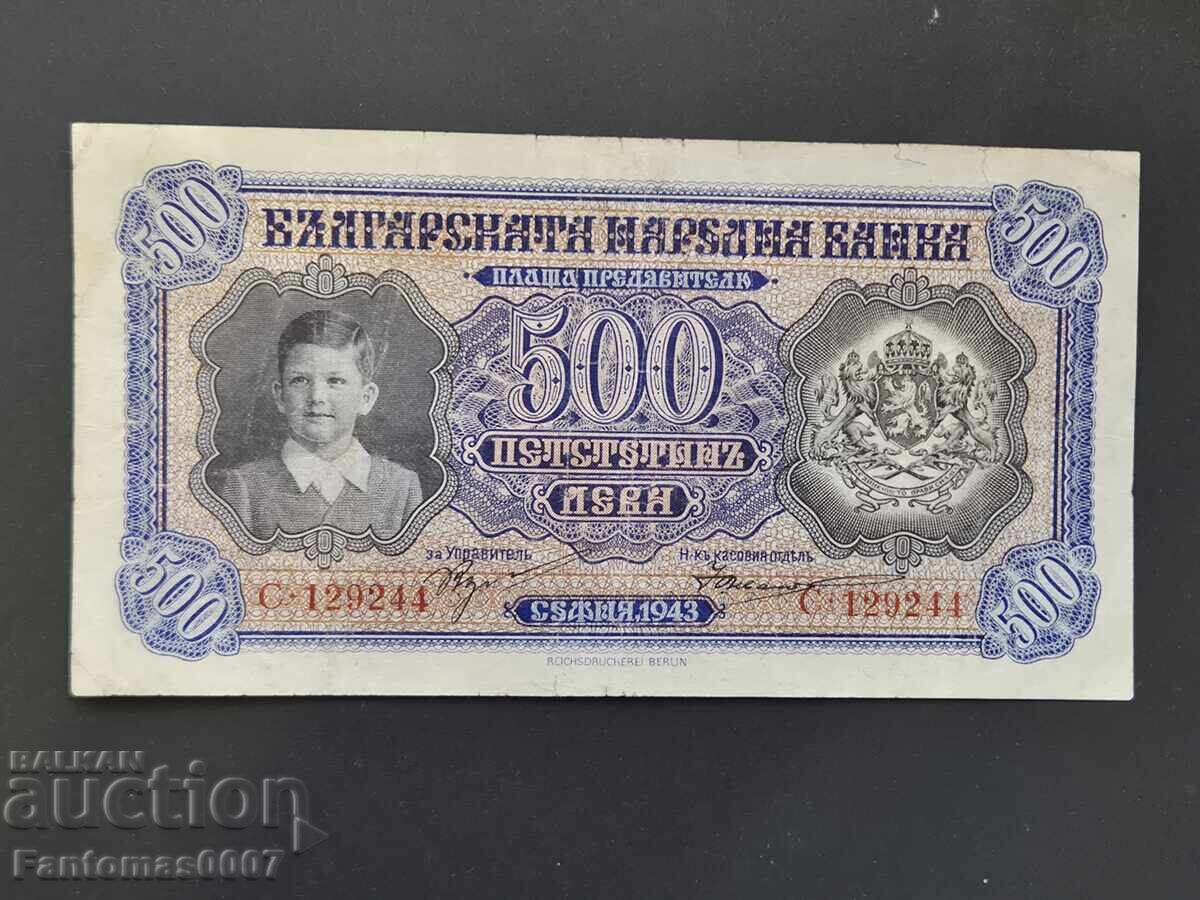 500
500
БЪЛГАРСКАТА НАРОДНА БАНКА
ПЛАЩА ПРЕДАВИТЕЛЮ
500
ПЕТСТѢТИНЪ
ЛЕВА
за Управитель
Н-къ касовия отдѣлъ
С·129244
С·129244
СОФИЯ.1943
500
500
REICHSDRUCKEREI BERLIN
BALKAN
auction
Fantomas0007